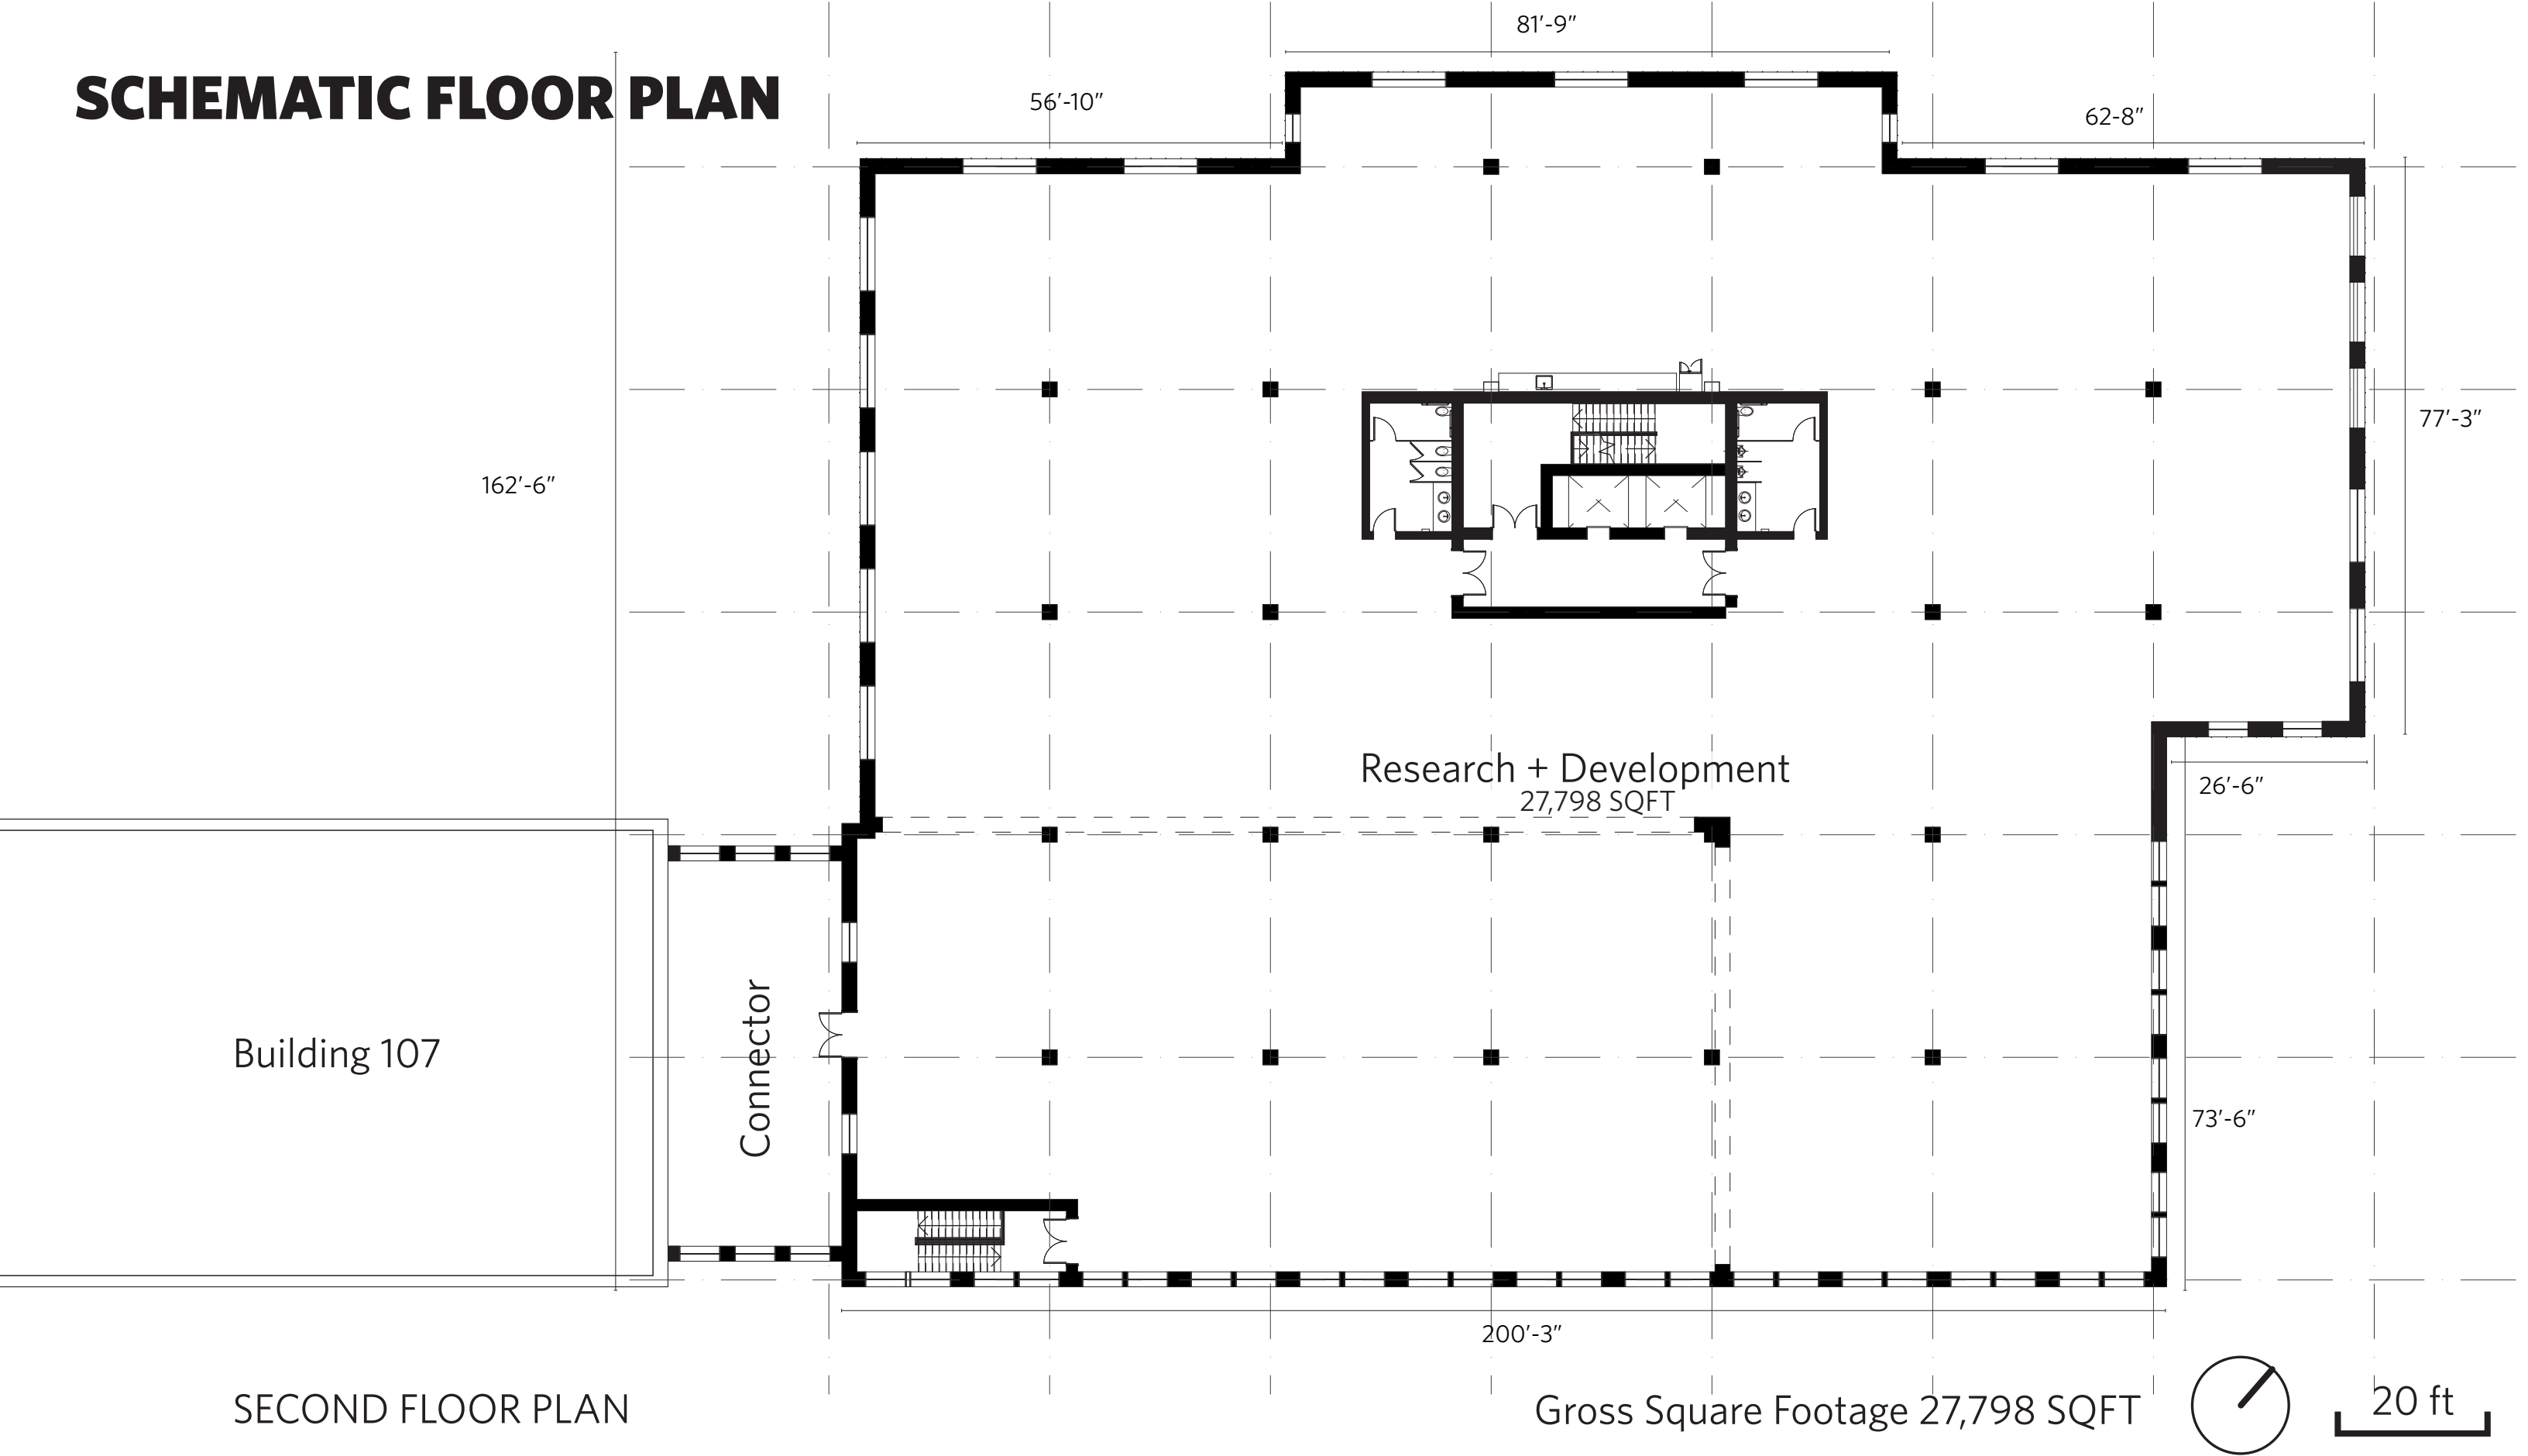 81’-9”
SCHEMATIC FLOOR PLAN
56’-10”
62-8”
77’-3”
162’-6”
Research + Development
27,798 SQFT
26’-6”
Building 107
Connector
73’-6”
200’-3”
SECOND FLOOR PLAN
Gross Square Footage 27,798 SQFT
20 ft